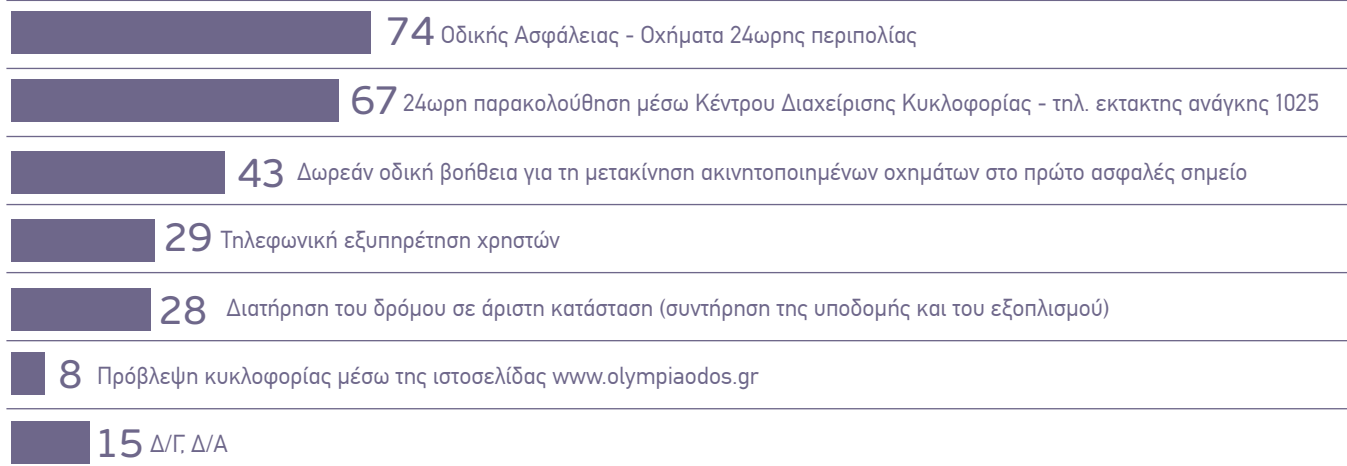 74 Οδικής Ασφάλειας - Οχήματα 24ωρης περιπολίας
67 24ωρη παρακολούθηση μέσω Κέντρου Διαχείρισης Κυκλοφορίας - τηλ. εκτακτης ανάγκης 1025
43 Δωρεάν οδική βοήθεια για τη μετακίνηση ακινητοποιημένων οχημάτων στο πρώτο ασφαλές σημείο
29 Τηλεφωνική εξυπηρέτηση χρηστών
28 Διατήρηση του δρόμου σε άριστη κατάσταση (συντήρηση της υποδομής και του εξοπλισμού)
8 Πρόβλεψη κυκλοφορίας μέσω της ιστοσελίδας www.olympiaodos.gr
15 Δ/Γ, Δ/Α